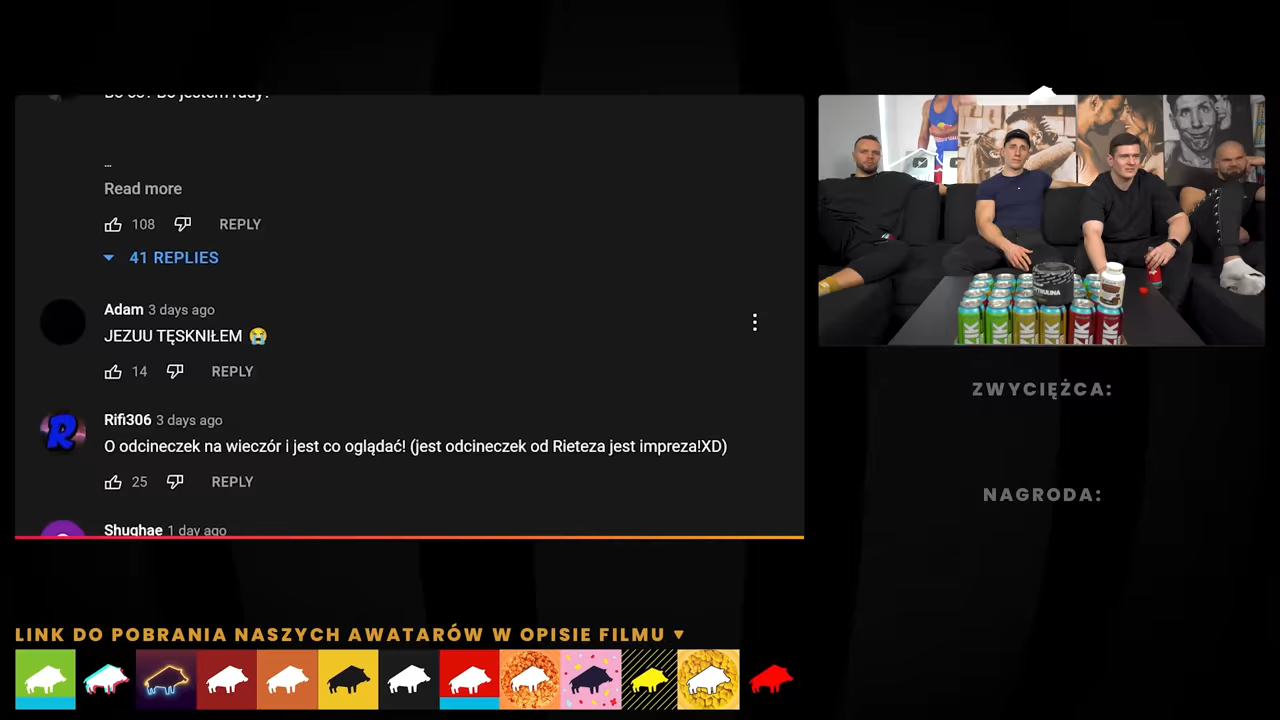 …
Read more
108 REPLY
41 REPLIES
Adam 3 days ago
JEZUU TĘSKNIŁEM 😭
14 REPLY
Rifi306 3 days ago
O odcineczek na wieczór i jest co oglądać! (jest odcineczek od Rieteza jest impreza!XD)
25 REPLY
Shughae 1 day ago
ZWYCIĘŻCA:
NAGRODA:
LINK DO POBRANIA NASZYCH AWATARÓW W OPISIE FILMU ▼